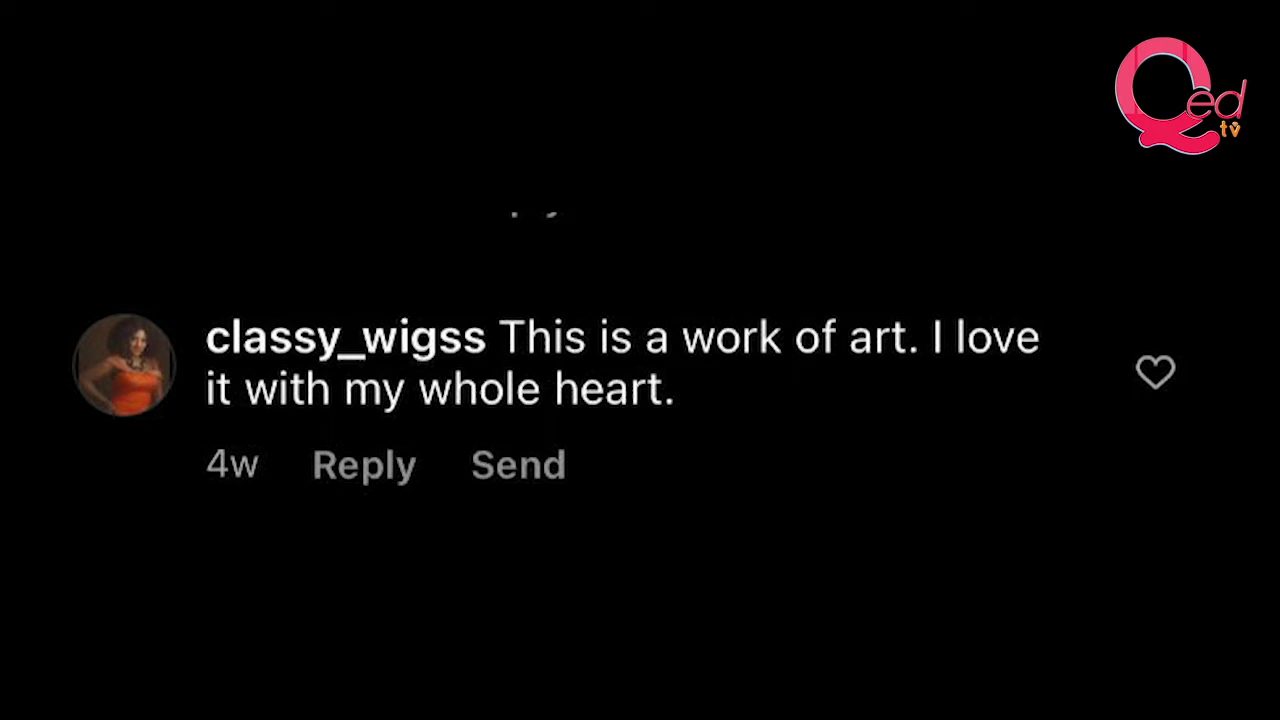 Qed
tv
classy_wigss This is a work of art. I love
it with my whole heart.
4w Reply Send